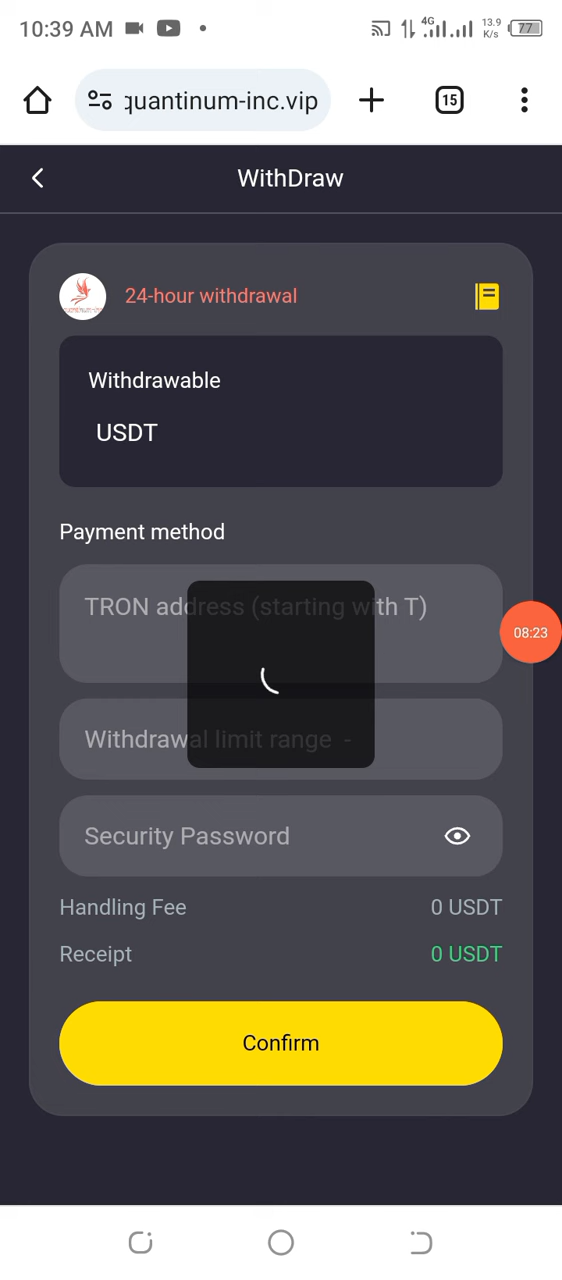 10:39 AM
4G
13.9
K/s
77
quantinum-inc.vip
15
WithDraw
24-hour withdrawal
Withdrawable
USDT
Payment method
TRON address (starting with T)
08:23
Withdrawal limit range -
Security Password
Handling Fee 0 USDT
Receipt 0 USDT
Confirm